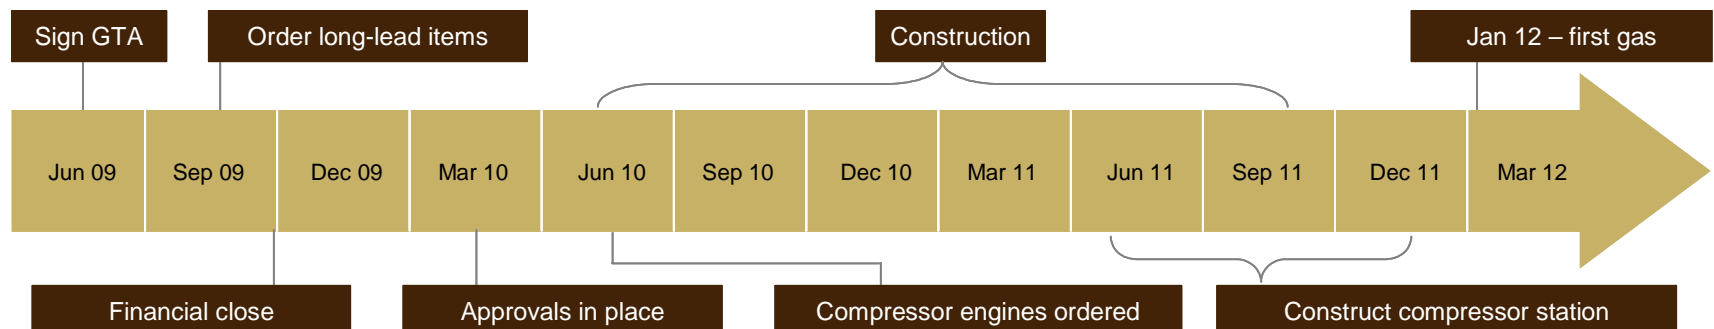 Sign GTA
Order long-lead items
Construction
Jan 12 – first gas
Jun 09
Sep 09
Dec 09
Mar 10
Jun 10
Sep 10
Dec 10
Mar 11
Jun 11
Sep 11
Dec 11
Mar 12
Financial close
Approvals in place
Compressor engines ordered
Construct compressor station